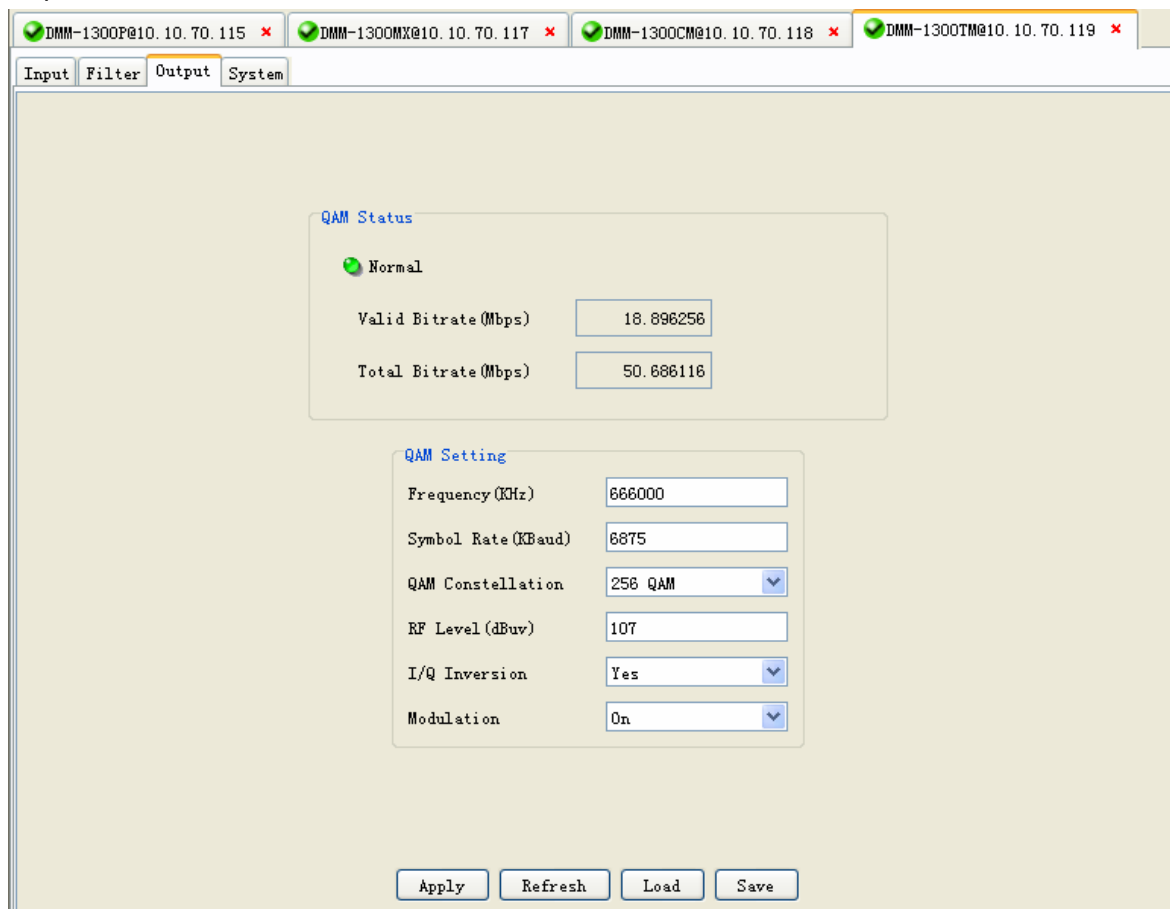 DMM-1300P@10.10.70.115 DMM-1300MX@10.10.70.117 DMM-1300CM@10.10.70.118 DMM-1300TM@10.10.70.119
Input Filter Output System
QAM Status
Normal
Valid Bitrate(Mbps) 18.896256
Total Bitrate(Mbps) 50.686116
QAM Setting
Frequency(KHz) 666000
Symbol Rate(KBaud) 6875
QAM Constellation 256 QAM
RF Level(dBuv) 107
I/Q Inversion Yes
Modulation On
Apply Refresh Load Save